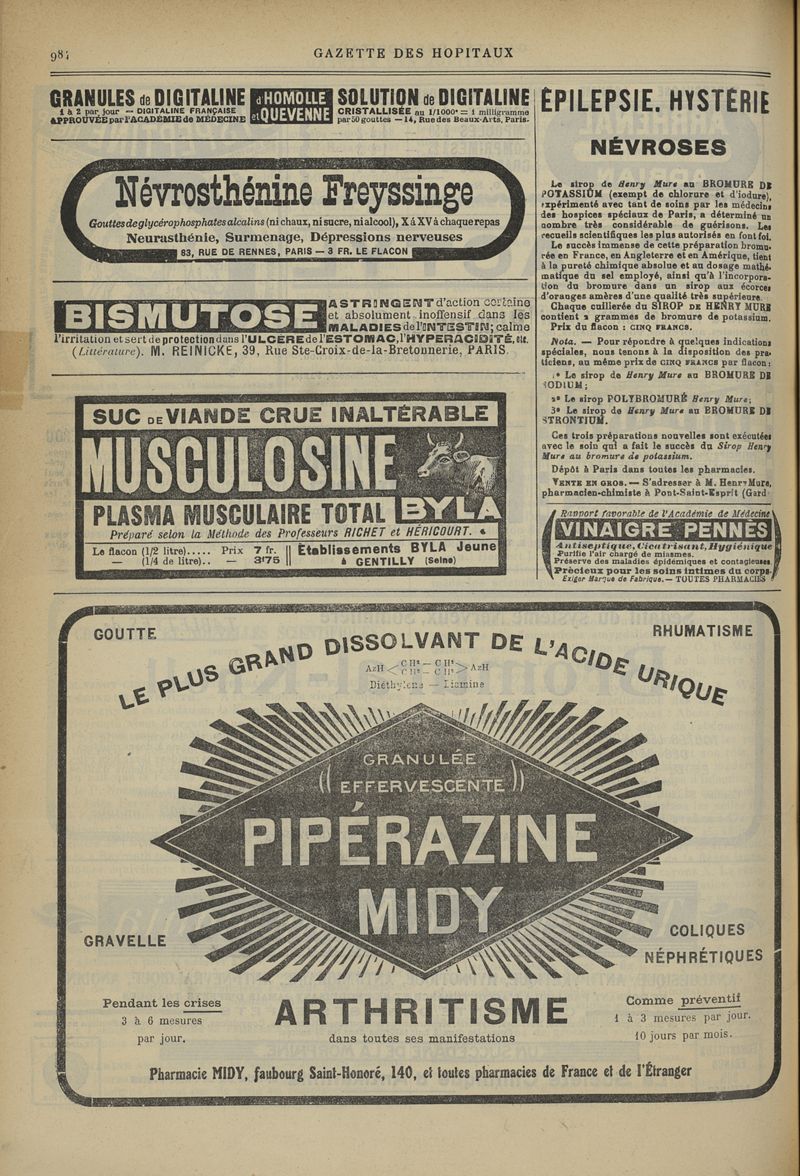 984
GAZETTE DES HOPITAUX
GRANULES de DIGITALINE
1 à 2 par jour — DIGITALINE FRANÇAISE
APPROUVÉE par l'ACADÉMIE de MÉDECINE
d'HOMOLLE
et QUEVENNE
SOLUTION de DIGITALINE
CRISTALLISÉE au 1/1000e = 1 milligramme
par 50 gouttes — 14, Rue des Beaux-Arts, Paris.
Névrosthénine Freyssinge
Gouttes de glycérophosphates alcalins (ni chaux, ni sucre, ni alcool), X à XV à chaque repas
Neurasthénie, Surmenage, Dépressions nerveuses
83, RUE DE RENNES, PARIS — 3 FR. LE FLACON
BISMUTOSE
ASTRINGENT d'action certaine
et absolument inoffensif dans les
MALADIES de l'INTESTIN; calme
l'irritation et sert de protection dans l'ULCÈRE de l'ESTOMAC, l'HYPERACIDITÉ, etc.
(Littérature). M. REINICKE, 39, Rue Ste-Croix-de-la-Bretonnerie, PARIS.
SUC DE VIANDE CRUE INALTÉRABLE
MUSCULOSINE
PLASMA MUSCULAIRE TOTAL BYLA
Préparé selon la Méthode des Professeurs RICHET et HÉRICOURT.
Le flacon (1/2 litre)..... Prix 7 fr.
— (1/4 de litre).. — 3f75
Établissements BYLA Jeune
à GENTILLY (Seine)
ÉPILEPSIE. HYSTÉRIE
NÉVROSES
Le sirop de Henry Mure au BROMURE DE
POTASSIUM (exempt de chlorure et d'iodure),
expérimenté avec tant de soins par les médecins
des hospices spéciaux de Paris, a déterminé un
nombre très considérable de guérisons. Les
recueils scientifiques les plus autorisés en font foi.
Le succès immense de cette préparation bromu-
rée en France, en Angleterre et en Amérique, tient
à la pureté chimique absolue et au dosage mathé-
matique du sel employé, ainsi qu'à l'incorpora-
tion du bromure dans un sirop aux écorces
d'oranges amères d'une qualité très supérieure.
Chaque cuillerée du SIROP DE HENRY MURE
contient 2 grammes de bromure de potassium.
Prix du flacon : CINQ FRANCS.
Nota. — Pour répondre à quelques indications
spéciales, nous tenons à la disposition des pra-
ticiens, au même prix de CINQ FRANCS par flacon:
1° Le sirop de Henry Mure au BROMURE DE
SODIUM;
2° Le sirop POLYBROMURÉ Henry Mure;
3° Le sirop de Henry Mure au BROMURE DE
STRONTIUM.
Ces trois préparations nouvelles sont exécutées
avec le soin qui a fait le succès du Sirop Henry
Mure au bromure de potassium.
Dépôt à Paris dans toutes les pharmacies.
VENTE EN GROS. — S'adresser à M. Henry Mure,
pharmacien-chimiste à Pont-Saint-Esprit (Gard
Rapport favorable de l'Académie de Médecine
VINAIGRE PENNÈS
Antiseptique, Cicatrisant, Hygiénique
Purifie l'air chargé de miasmes.
Préserve des maladies épidémiques et contagieuses
Précieux pour les soins intimes du corps.
Exiger Marque de Fabrique. — TOUTES PHARMACIES
GOUTTE
RHUMATISME
LE PLUS GRAND DISSOLVANT DE L'ACIDE URIQUE
AzH < C H² — C H² > AzH
C H² — C H²
Diéthylène — Diamine
GRANULÉE
EFFERVESCENTE
PIPÉRAZINE
MIDY
GRAVELLE
COLIQUES
NÉPHRÉTIQUES
Pendant les crises
3 à 6 mesures
par jour.
ARTHRITISME
dans toutes ses manifestations
Comme préventif
1 à 3 mesures par jour.
10 jours par mois.
Pharmacie MIDY, faubourg Saint-Honoré, 140, et toutes pharmacies de France et de l'Étranger